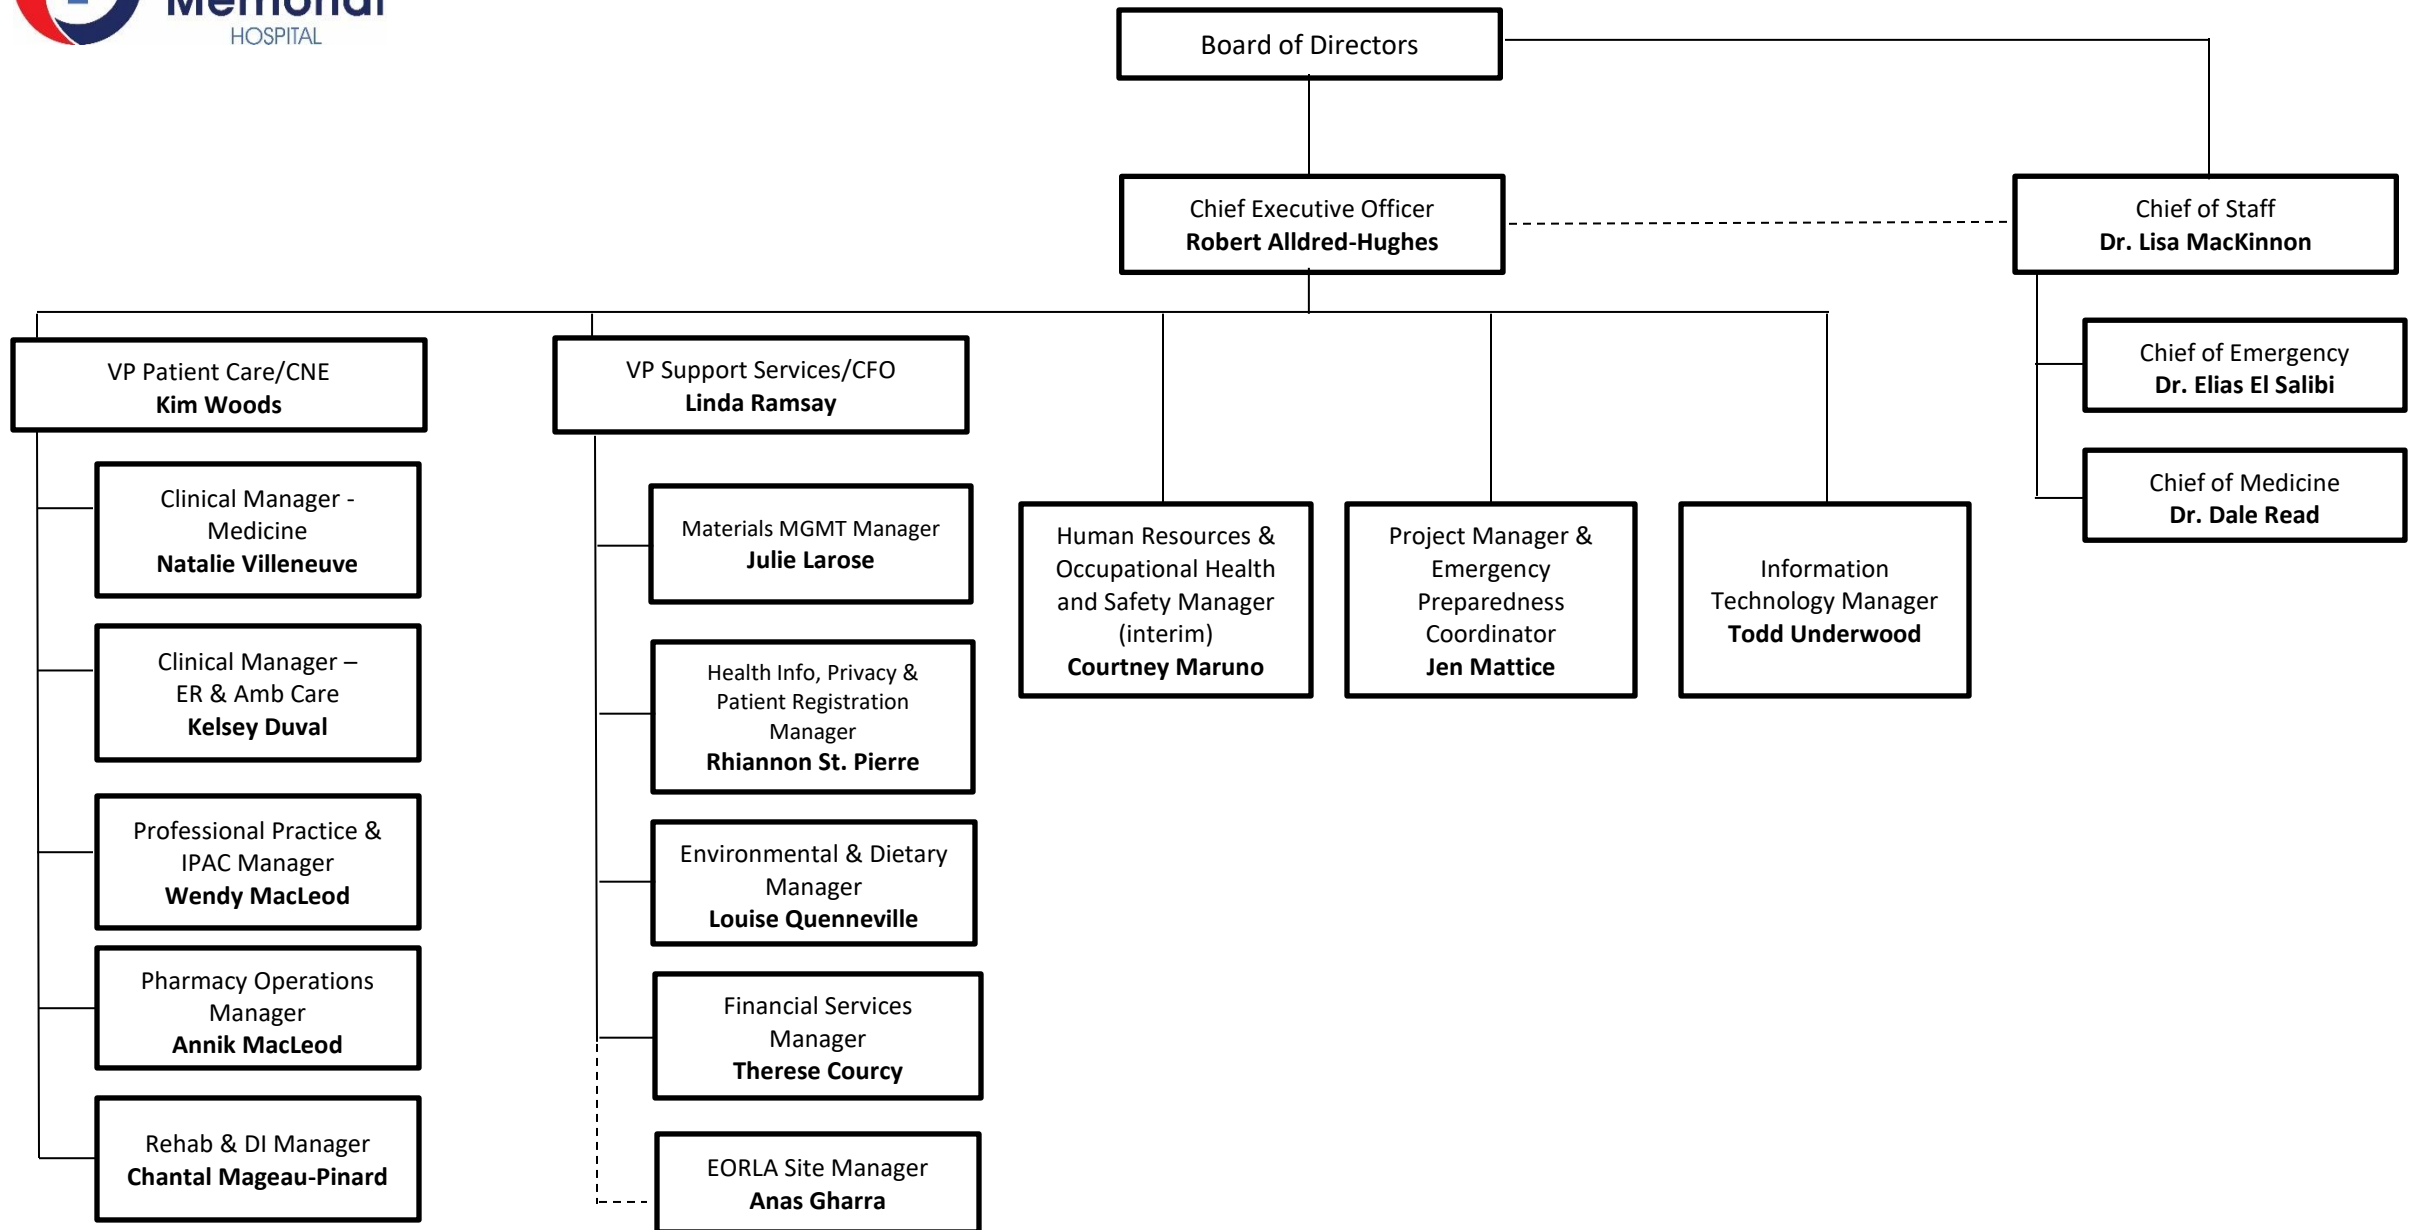 Memorial
HOSPITAL
Board of Directors
Chief Executive Officer
Robert Alldred-Hughes
Chief of Staff
Dr. Lisa MacKinnon
Chief of Emergency
Dr. Elias El Salibi
Chief of Medicine
Dr. Dale Read
VP Patient Care/CNE
Kim Woods
Clinical Manager -
Medicine
Natalie Villeneuve
Clinical Manager –
ER & Amb Care
Kelsey Duval
Professional Practice &
IPAC Manager
Wendy MacLeod
Pharmacy Operations
Manager
Annik MacLeod
Rehab & DI Manager
Chantal Mageau-Pinard
VP Support Services/CFO
Linda Ramsay
Materials MGMT Manager
Julie Larose
Health Info, Privacy &
Patient Registration
Manager
Rhiannon St. Pierre
Environmental & Dietary
Manager
Louise Quenneville
Financial Services
Manager
Therese Courcy
EORLA Site Manager
Anas Gharra
Human Resources &
Occupational Health
and Safety Manager
(interim)
Courtney Maruno
Project Manager &
Emergency
Preparedness
Coordinator
Jen Mattice
Information
Technology Manager
Todd Underwood